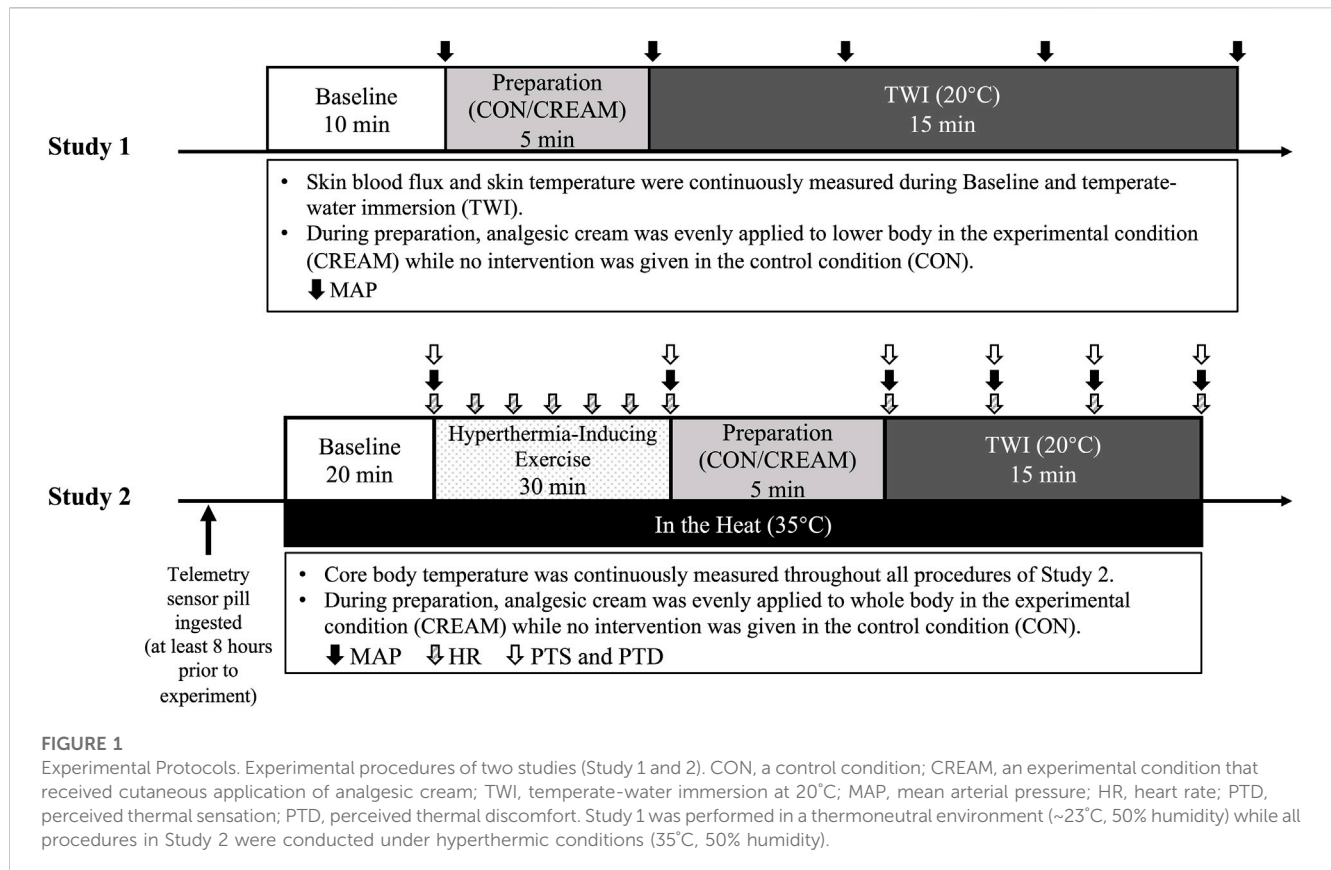 Baseline
10 min
Preparation
(CON/CREAM)
5 min
TWI (20°C)
15 min
Study 1
• Skin blood flux and skin temperature were continuously measured during Baseline and temperate-
water immersion (TWI).
• During preparation, analgesic cream was evenly applied to lower body in the experimental condition
(CREAM) while no intervention was given in the control condition (CON).
MAP
Baseline
20 min
Hyperthermia-Inducing
Exercise
30 min
Preparation
(CON/CREAM)
5 min
TWI (20°C)
15 min
Study 2
In the Heat (35°C)
Telemetry
sensor pill
ingested
(at least 8 hours
prior to
experiment)
• Core body temperature was continuously measured throughout all procedures of Study 2.
• During preparation, analgesic cream was evenly applied to whole body in the experimental
condition (CREAM) while no intervention was given in the control condition (CON).
MAP HR PTS and PTD
FIGURE 1
Experimental Protocols. Experimental procedures of two studies (Study 1 and 2). CON, a control condition; CREAM, an experimental condition that
received cutaneous application of analgesic cream; TWI, temperate-water immersion at 20°C; MAP, mean arterial pressure; HR, heart rate; PTD,
perceived thermal sensation; PTD, perceived thermal discomfort. Study 1 was performed in a thermoneutral environment (~23°C, 50% humidity) while all
procedures in Study 2 were conducted under hyperthermic conditions (35°C, 50% humidity).